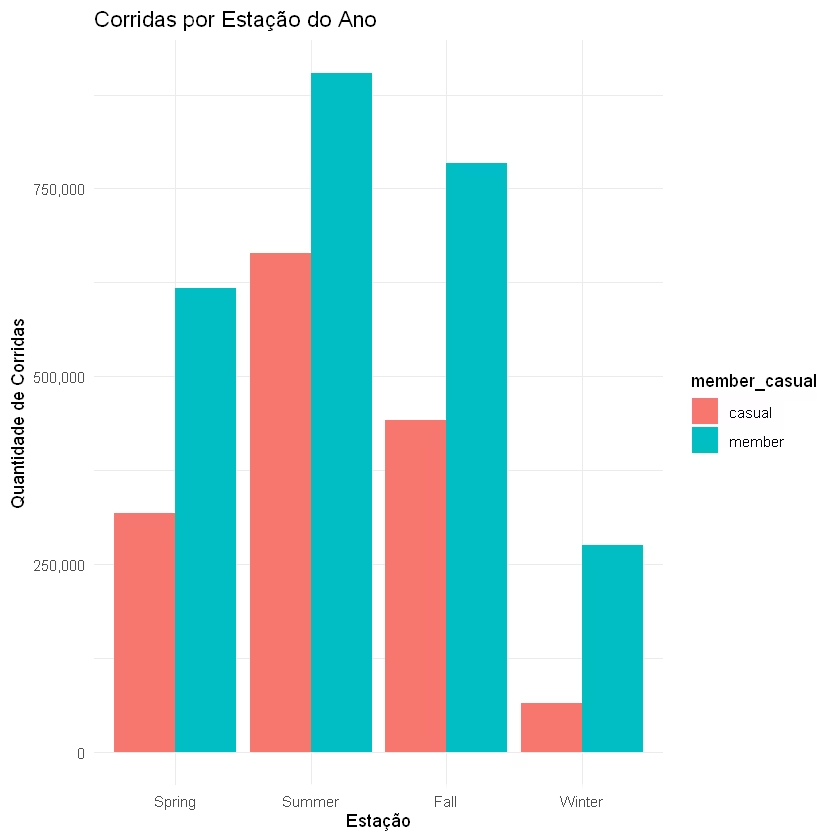 Corridas por Estação do Ano
Quantidade de Corridas
750,000
500,000
250,000
0
Spring
Summer
Fall
Winter
Estação
member_casual
casual
member